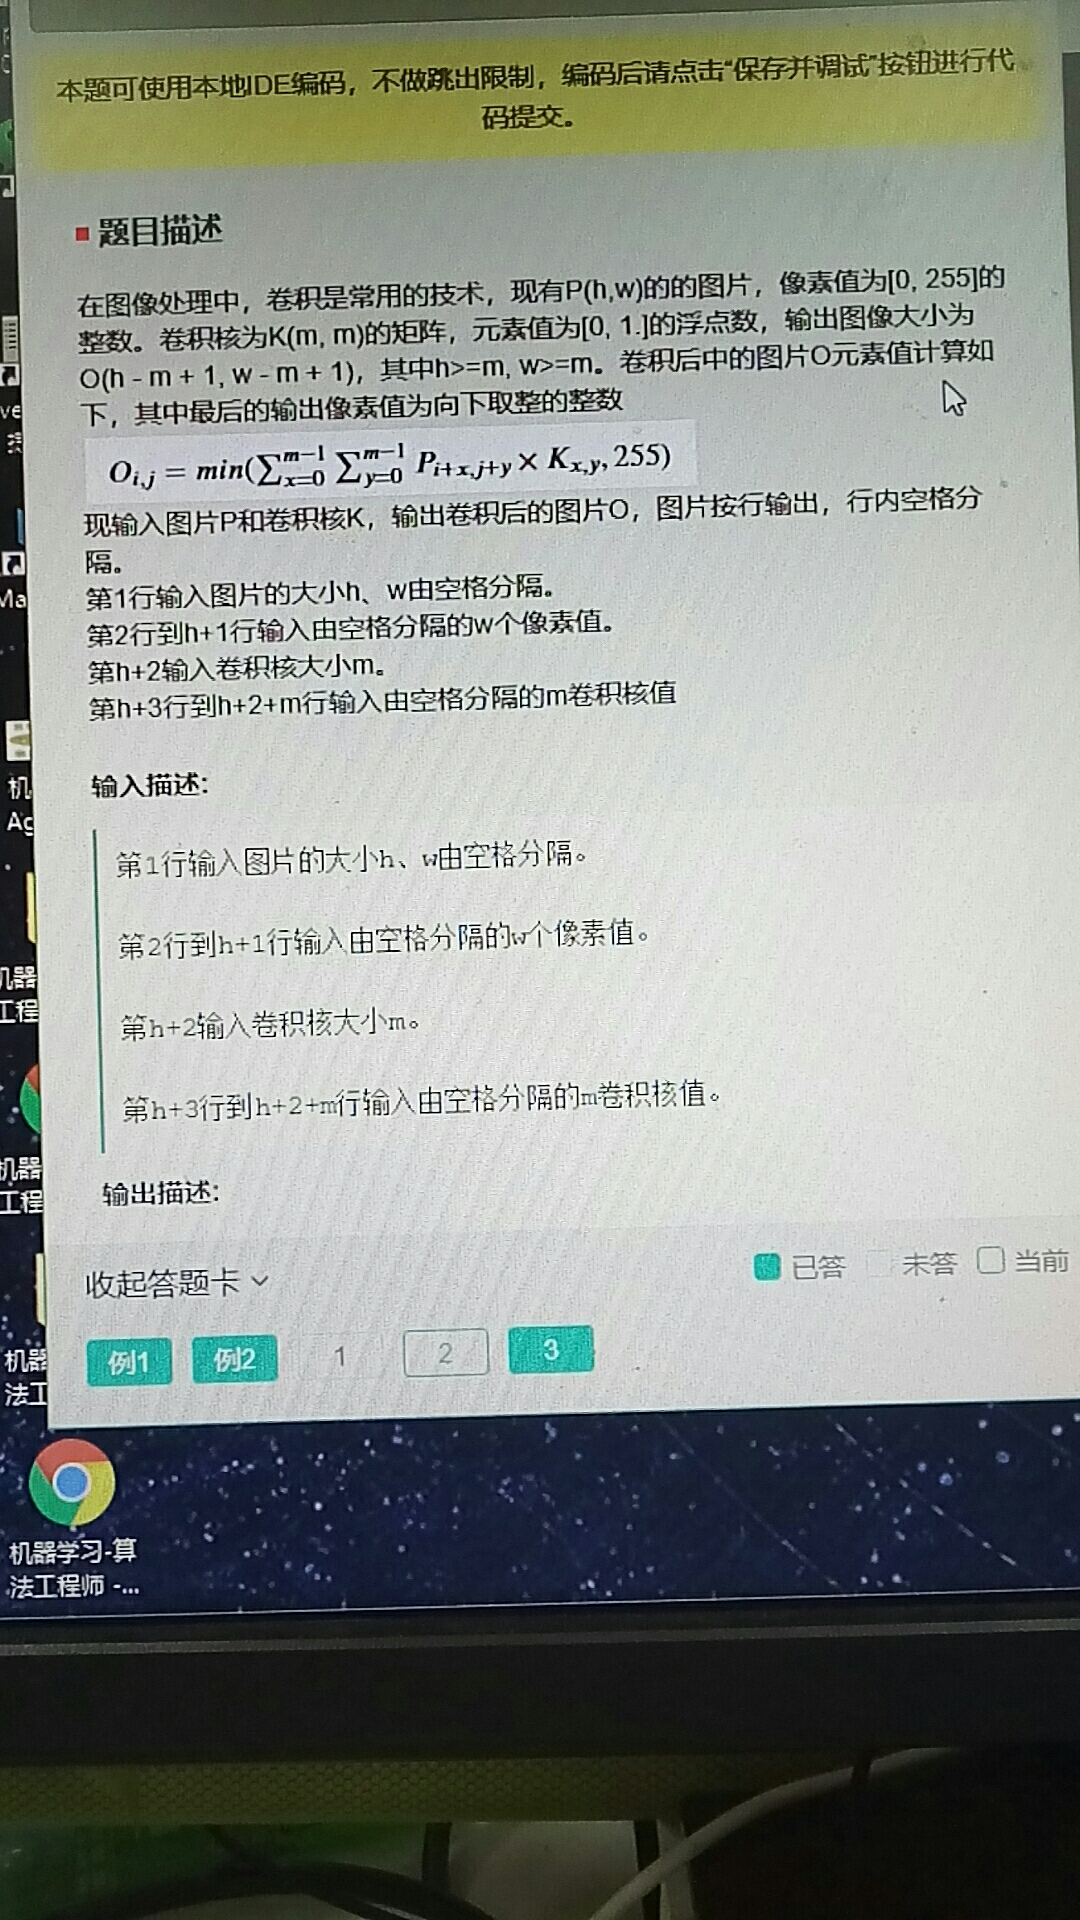 本题可使用本地IDE编码，不做跳出限制，编码后请点击“保存并调试”按钮进行代
码提交。
题目描述
在图像处理中，卷积是常用的技术，现有P(h,w)的的图片，像素值为[0, 255]的
整数。卷积核为K(m, m)的矩阵，元素值为[0, 1.]的浮点数，输出图像大小为
O(h - m + 1, w - m + 1)，其中h>=m, w>=m。卷积后中的图片O元素值计算如
下，其中最后的输出像素值为向下取整的整数
O_{i,j} = min(∑_{x=0}^{m-1} ∑_{y=0}^{m-1} P_{i+x,j+y} × K_{x,y}, 255)
现输入图片P和卷积核K，输出卷积后的图片O，图片按行输出，行内空格分
隔。
第1行输入图片的大小h、w由空格分隔。
第2行到h+1行输入由空格分隔的w个像素值。
第h+2输入卷积核大小m。
第h+3行到h+2+m行输入由空格分隔的m卷积核值
输入描述:
第1行输入图片的大小h、w由空格分隔。
第2行到h+1行输入由空格分隔的w个像素值。
第h+2输入卷积核大小m。
第h+3行到h+2+m行输入由空格分隔的m卷积核值。
输出描述:
收起答题卡
已答 未答 当前
例1 例2 1 2 3
机器学习-算
法工程师 -...
机
Ag
机器
工程
机器
工程
机器
法工
ve
Ma